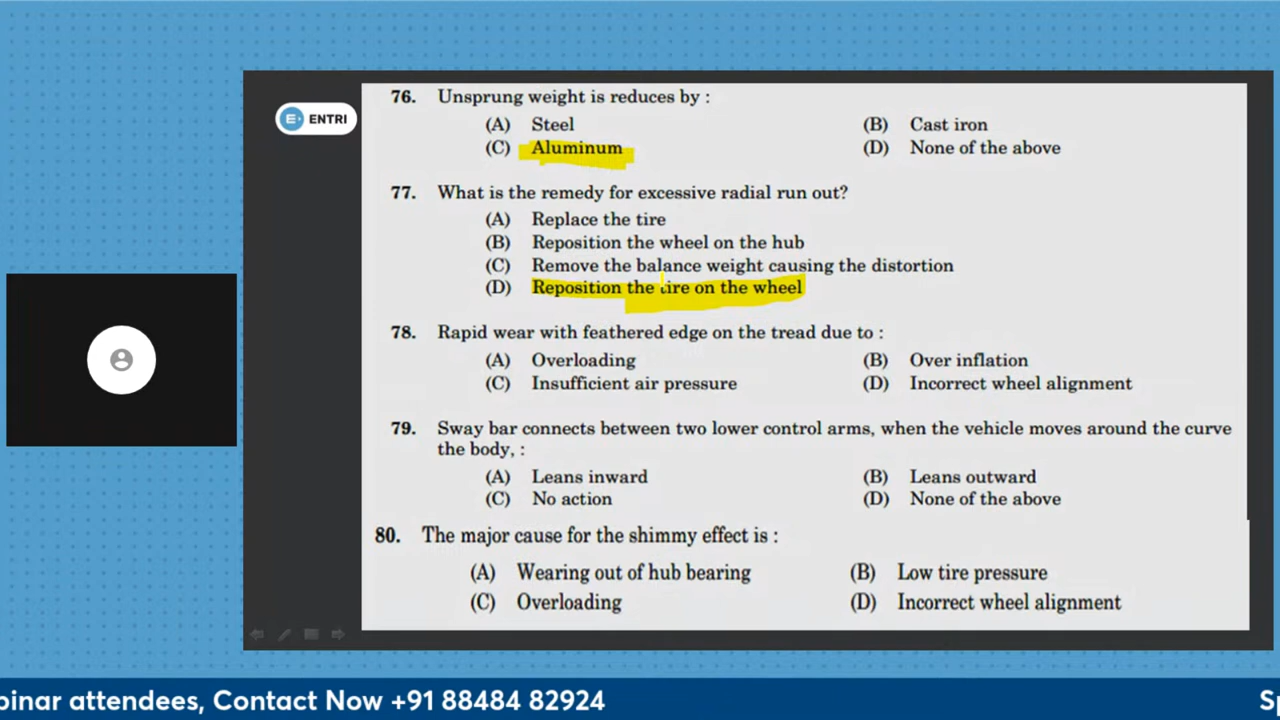 E ENTRI
76. Unsprung weight is reduces by :
(A) Steel (B) Cast iron
(C) Aluminum (D) None of the above
77. What is the remedy for excessive radial run out?
(A) Replace the tire
(B) Reposition the wheel on the hub
(C) Remove the balance weight causing the distortion
(D) Reposition the tire on the wheel
78. Rapid wear with feathered edge on the tread due to :
(A) Overloading (B) Over inflation
(C) Insufficient air pressure (D) Incorrect wheel alignment
79. Sway bar connects between two lower control arms, when the vehicle moves around the curve
the body, :
(A) Leans inward (B) Leans outward
(C) No action (D) None of the above
80. The major cause for the shimmy effect is :
(A) Wearing out of hub bearing (B) Low tire pressure
(C) Overloading (D) Incorrect wheel alignment
binar attendees, Contact Now +91 88484 82924 Sp